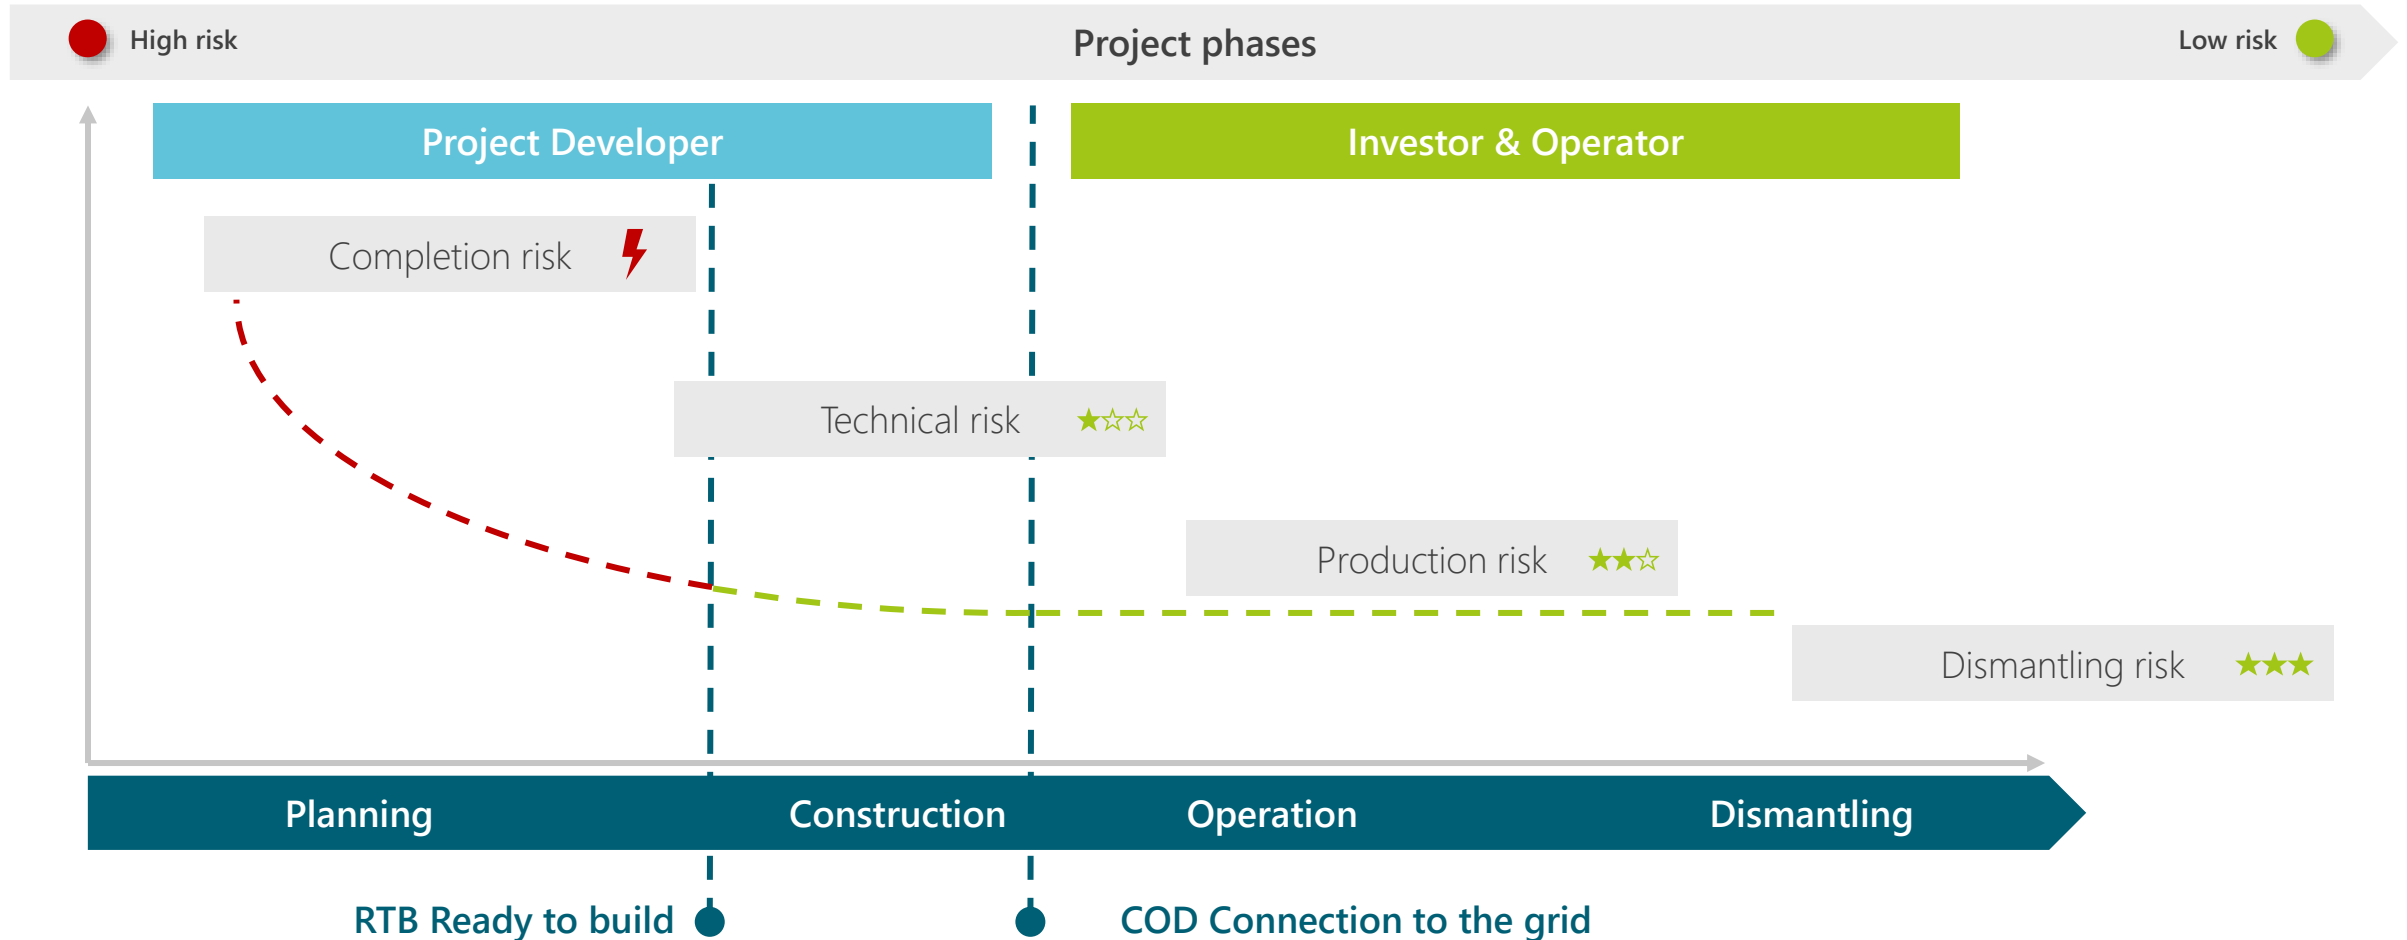 High risk
Project phases
Low risk
Project Developer
Investor & Operator
Completion risk
Technical risk
Production risk
Dismantling risk
Planning
Construction
Operation
Dismantling
RTB Ready to build
COD Connection to the grid